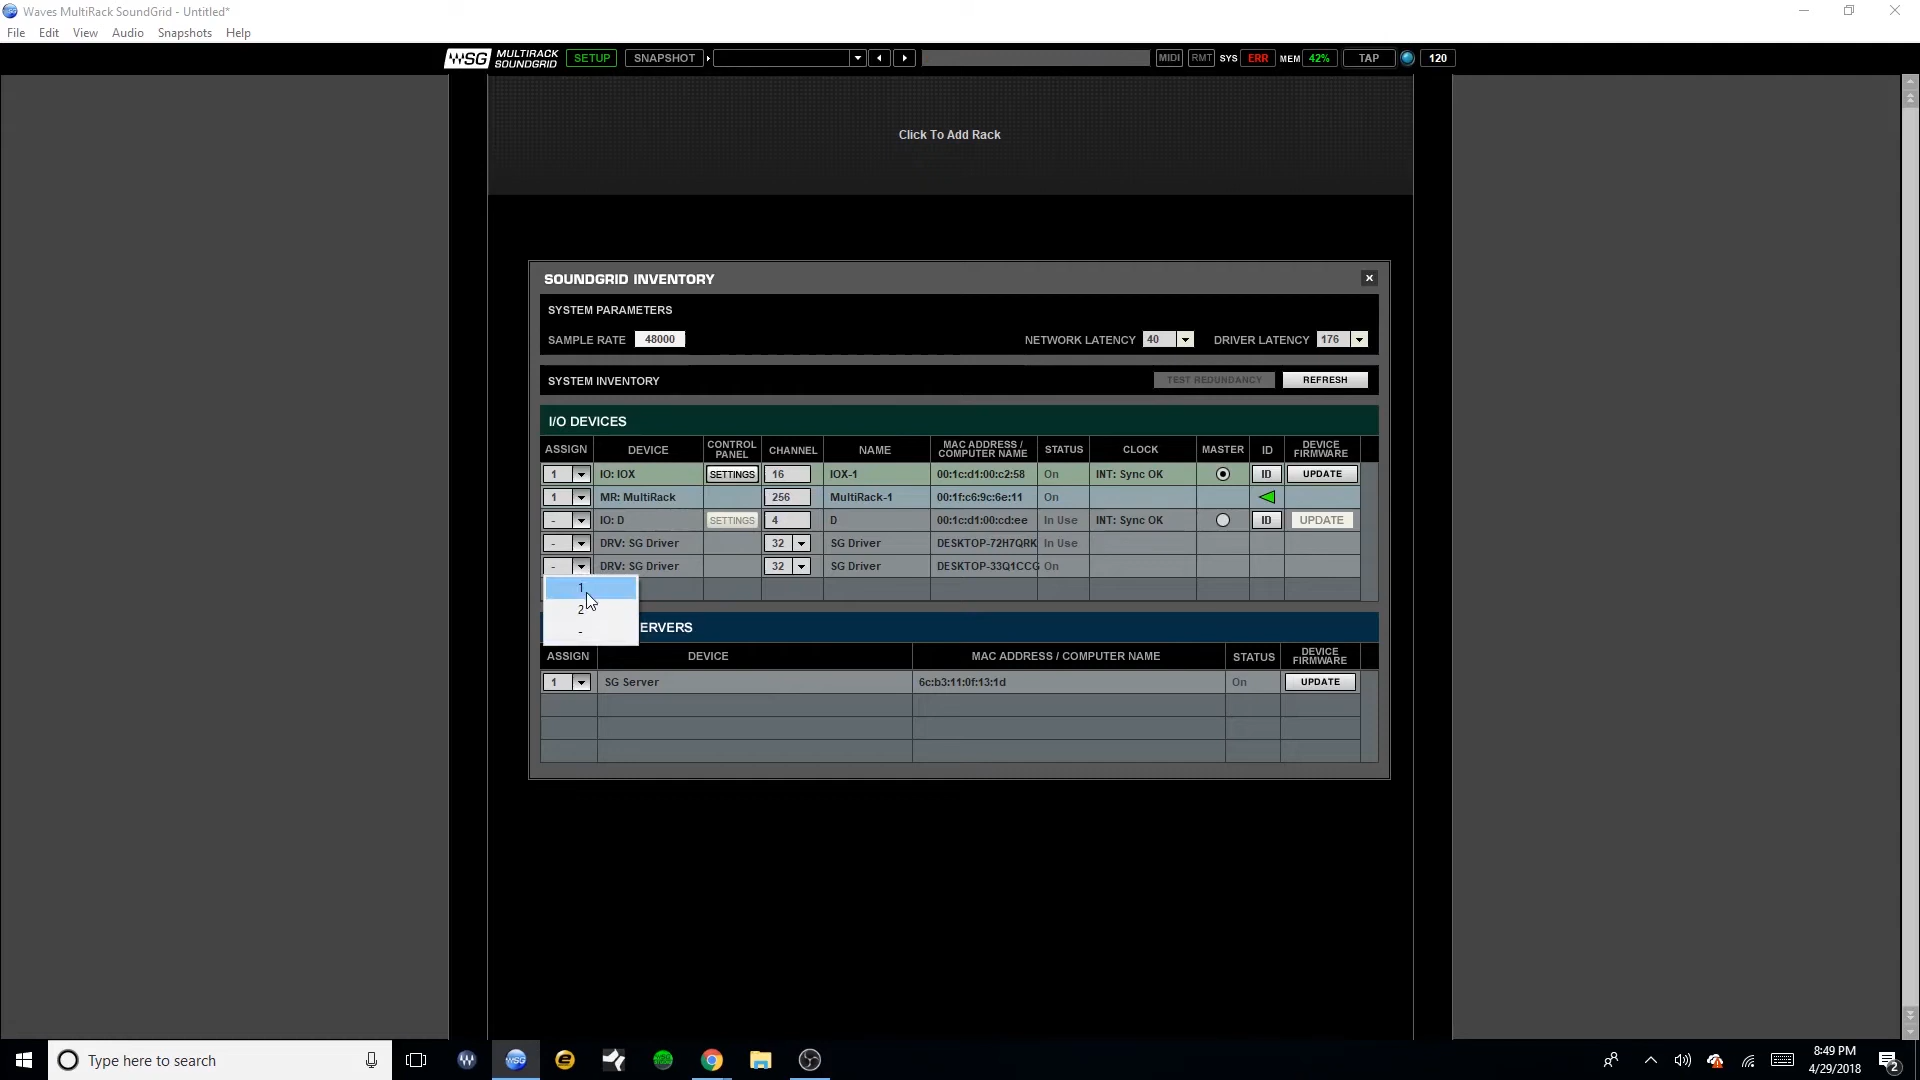 Waves MultiRack SoundGrid - Untitled*
File Edit View Audio Snapshots Help
WSG MULTIRACK SOUNDGRID SETUP SNAPSHOT MIDI RMT SYS ERR MEM 42% TAP 120
Click To Add Rack
SOUNDGRID INVENTORY
SYSTEM PARAMETERS
SAMPLE RATE 48000 NETWORK LATENCY 40 DRIVER LATENCY 176
SYSTEM INVENTORY TEST REDUNDANCY REFRESH
I/O DEVICES
ASSIGN DEVICE CONTROL PANEL CHANNEL NAME MAC ADDRESS / COMPUTER NAME STATUS CLOCK MASTER ID DEVICE FIRMWARE
1 IO: IOX SETTINGS 16 IOX-1 00:1c:d1:00:c2:58 On INT: Sync OK ID UPDATE
1 MR: MultiRack 256 MultiRack-1 00:1f:c6:9c:6e:11 On
- IO: D SETTINGS 4 D 00:1c:d1:00:cd:ee In Use INT: Sync OK ID UPDATE
- DRV: SG Driver 32 SG Driver DESKTOP-72H7QRK In Use
- DRV: SG Driver 32 SG Driver DESKTOP-33Q1CCG On
1
2
-
ERVERS
ASSIGN DEVICE MAC ADDRESS / COMPUTER NAME STATUS DEVICE FIRMWARE
1 SG Server 6c:b3:11:0f:13:1d On UPDATE
Type here to search
WSG
8:49 PM
4/29/2018
2